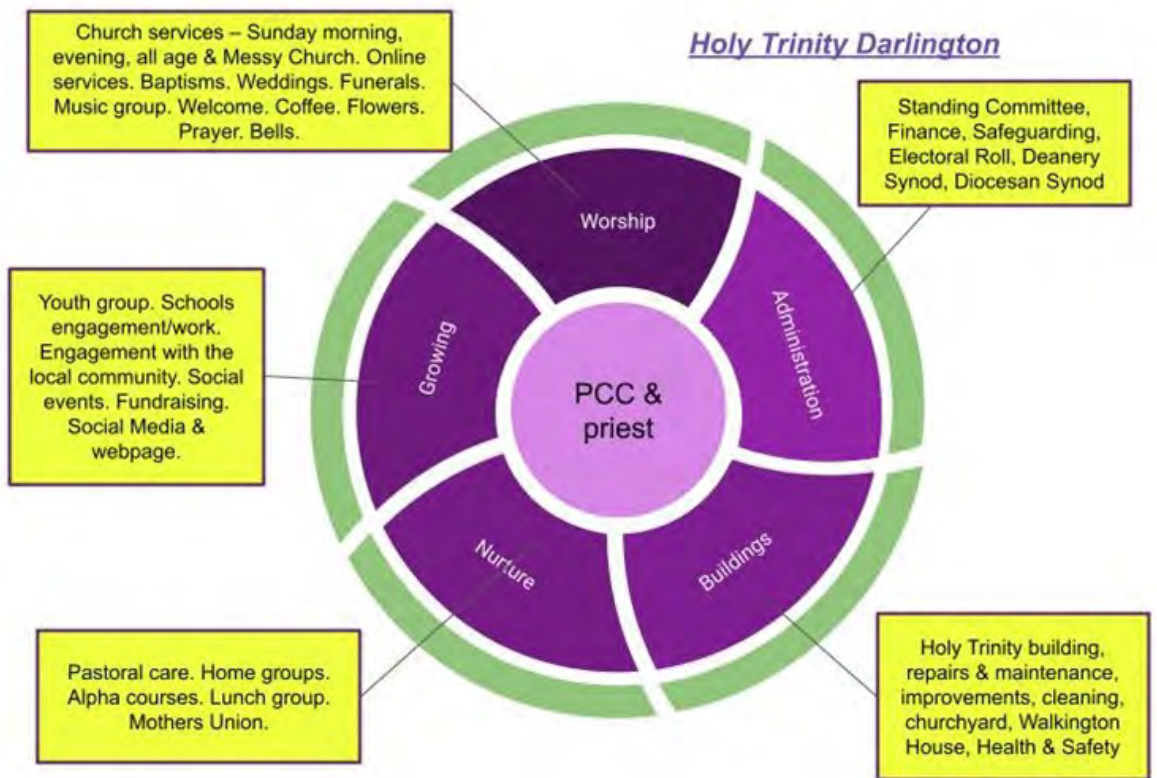 Holy Trinity Darlington
Church services – Sunday morning,
evening, all age & Messy Church. Online
services. Baptisms. Weddings. Funerals.
Music group. Welcome. Coffee. Flowers.
Prayer. Bells.
Standing Committee,
Finance, Safeguarding,
Electoral Roll, Deanery
Synod, Diocesan Synod
Worship
Administration
Growing
PCC &
priest
Nurture
Buildings
Youth group. Schools
engagement/work.
Engagement with the
local community. Social
events. Fundraising.
Social Media &
webpage.
Pastoral care. Home groups.
Alpha courses. Lunch group.
Mothers Union.
Holy Trinity building,
repairs & maintenance,
improvements, cleaning,
churchyard, Walkington
House, Health & Safety